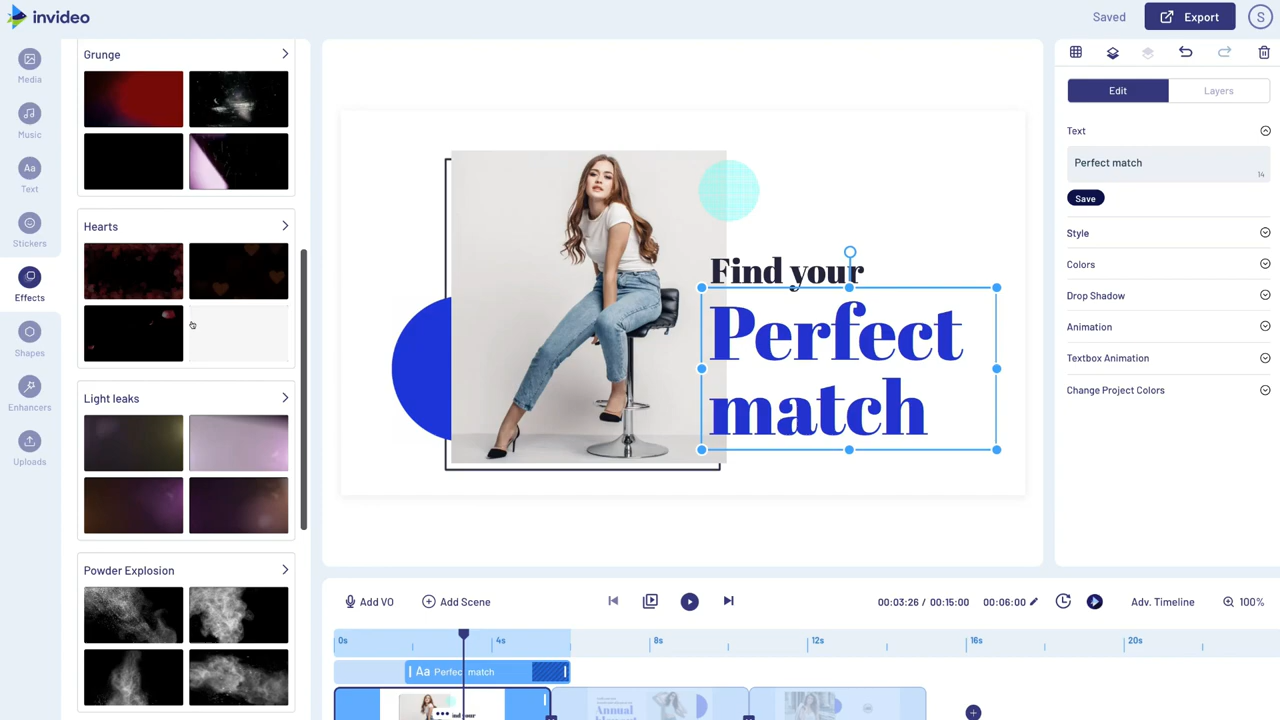 invideo
Saved
Export
S
Media
Music
Aa
Text
Stickers
Effects
Shapes
Enhancers
Uploads
Grunge
Hearts
Light leaks
Powder Explosion
Find your
Perfect
match
Edit
Layers
Text
Perfect match
14
Save
Style
Colors
Drop Shadow
Animation
Textbox Animation
Change Project Colors
Add VO
Add Scene
00:03:26 / 00:15:00
00:06:00
Adv. Timeline
100%
0s
4s
8s
12s
16s
20s
Aa Perfect match
Annual